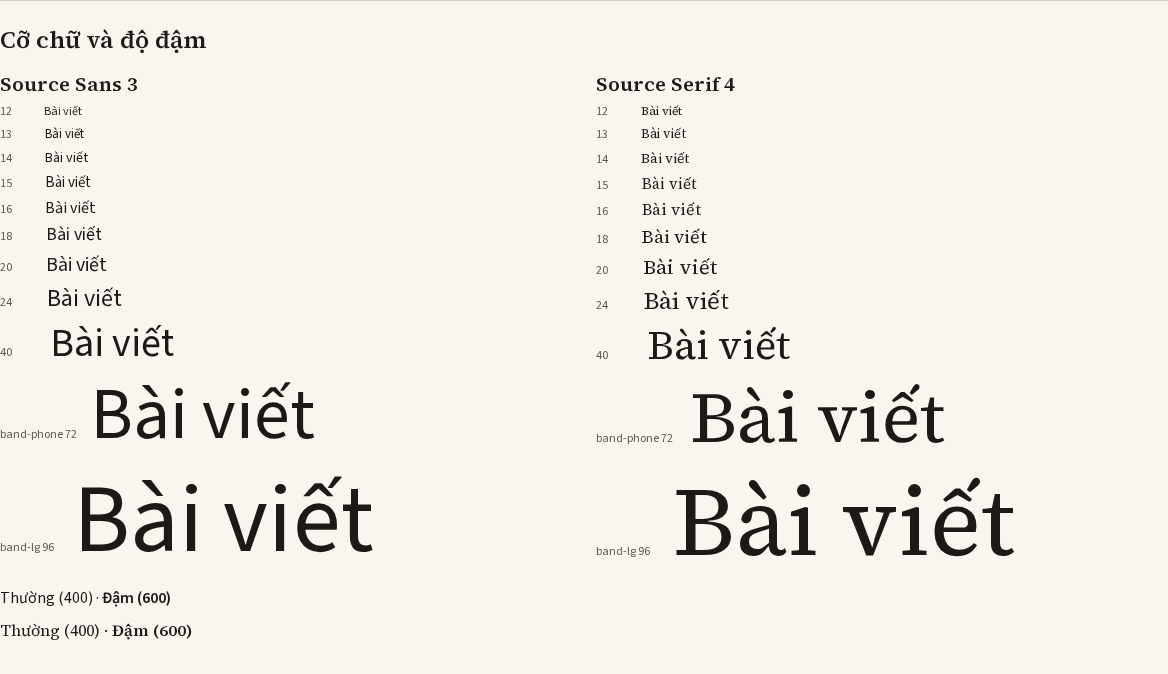 Cỡ chữ và độ đậm
Source Sans 3
12 Bài viết
13 Bài viết
14 Bài viết
15 Bài viết
16 Bài viết
18 Bài viết
20 Bài viết
24 Bài viết
40 Bài viết
band-phone 72 Bài viết
band-lg 96 Bài viết
Source Serif 4
12 Bài viết
13 Bài viết
14 Bài viết
15 Bài viết
16 Bài viết
18 Bài viết
20 Bài viết
24 Bài viết
40 Bài viết
band-phone 72 Bài viết
band-lg 96 Bài viết
Thường (400) · Đậm (600)
Thường (400) · Đậm (600)